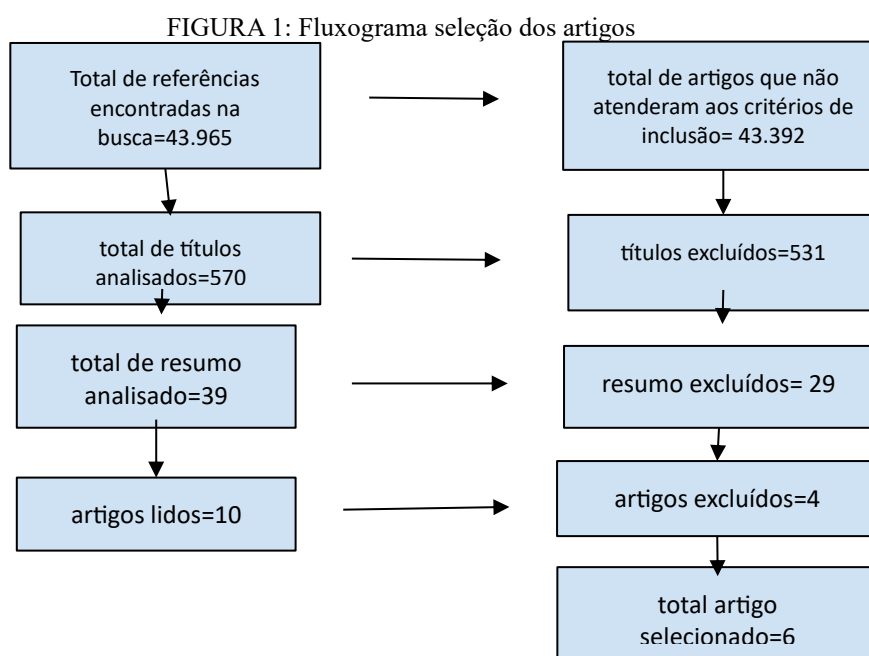 FIGURA 1: Fluxograma seleção dos artigos
Total de referências
encontradas na
busca=43.965
total de artigos que não
atenderam aos critérios de
inclusão= 43.392
total de títulos
analisados=570
títulos excluídos=531
total de resumo
analisado=39
resumo excluídos= 29
artigos lidos=10
artigos excluídos=4
total artigo
selecionado=6